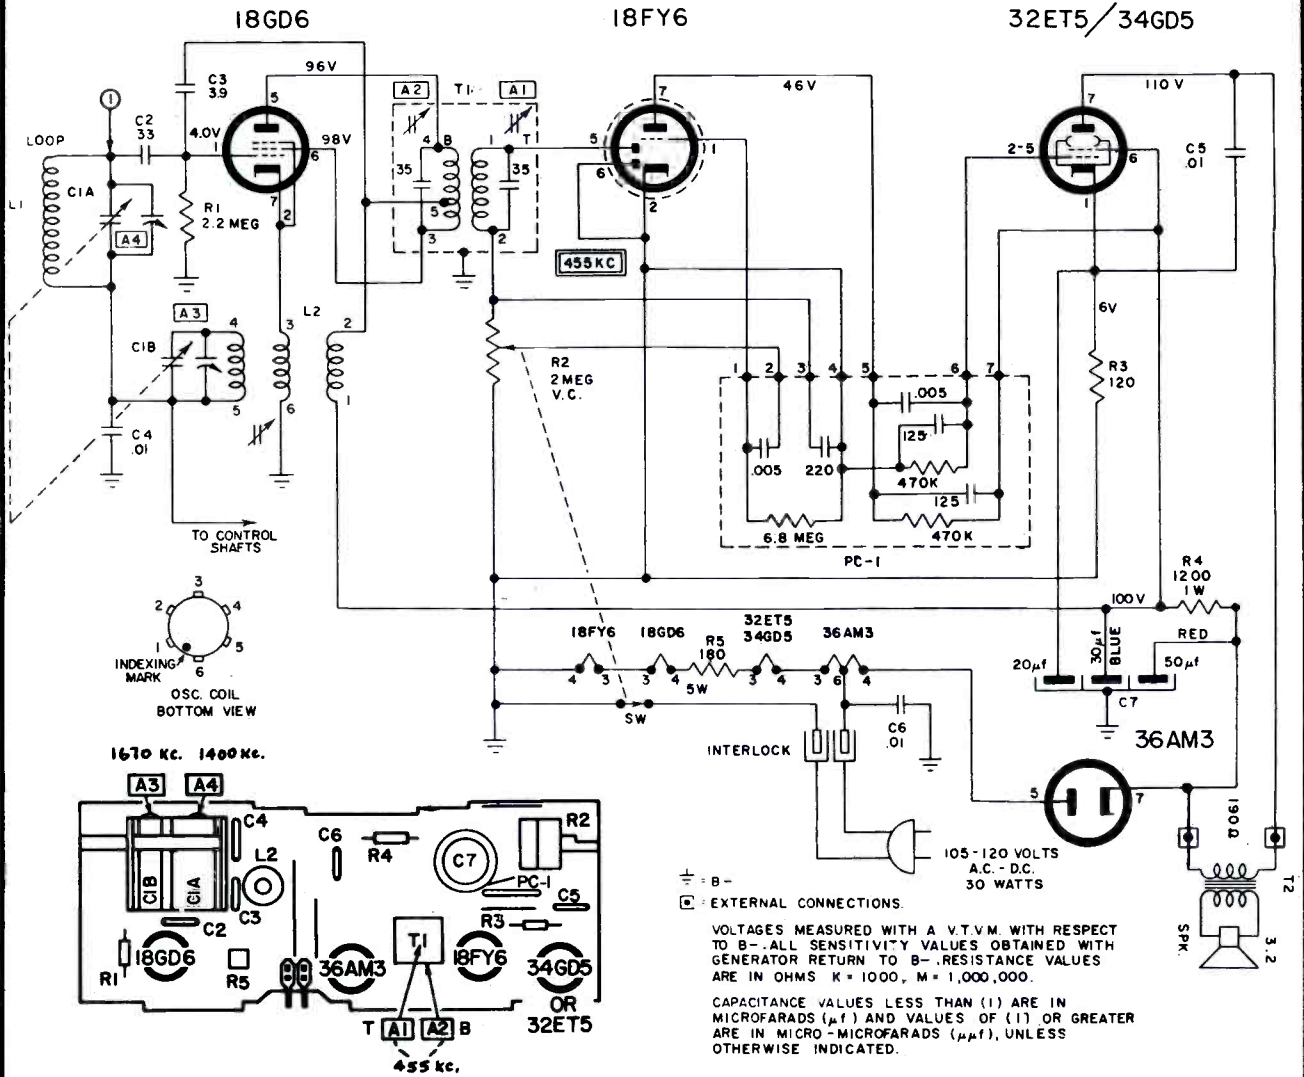 18GD6
18FY6
32ET5/34GD5
96V
46V
110 V
C3
3.9
5
A2
T1
A1
7
7
1
C2
33
4.0V
1
98V
6
4
B
1
T
5
1
2-5
6
C5
.01
LOOP
35
35
6
L1
C1A
7
2
5
2
1
A4
R1
2.2 MEG
3
2
455KC
A3
4
3
L2
2
6V
C1B
R2
2 MEG
V.C.
1
2
3
4
5
6
7
R3
120
5
6
1
.005
C4
.01
125
.005
220
470K
125
TO CONTROL
SHAFTS
6.8 MEG
470K
PC-1
R4
1200
1W
3
2
4
100V
1
5
6
INDEXING
MARK
18FY6
18GD6
R5
180
32ET5
34GD5
36AM3
30µf
BLUE
RED
4
3
3
4
5W
3
4
3
6
4
20µf
50µf
OSC. COIL
BOTTOM VIEW
SW
C7
INTERLOCK
C6
.01
36AM3
1670 KC. 1400 KC.
A3
A4
5
7
190Ω
C4
C6
R4
C7
R2
L2
PC-1
105-120 VOLTS
A.C. - D.C.
30 WATTS
T2
C1B
C1A
C3
C5
= B-
= EXTERNAL CONNECTIONS.
C2
R3
SPK.
3.2
R1
18GD6
R5
36AM3
T1
18FY6
34GD5
OR
32ET5
VOLTAGES MEASURED WITH A V.T.V.M. WITH RESPECT
TO B-. ALL SENSITIVITY VALUES OBTAINED WITH
GENERATOR RETURN TO B-. RESISTANCE VALUES
ARE IN OHMS K = 1000, M = 1,000,000.
T
A1
A2
B
455 KC.
CAPACITANCE VALUES LESS THAN (1) ARE IN
MICROFARADS (µf) AND VALUES OF (1) OR GREATER
ARE IN MICRO-MICROFARADS (µµf), UNLESS
OTHERWISE INDICATED.